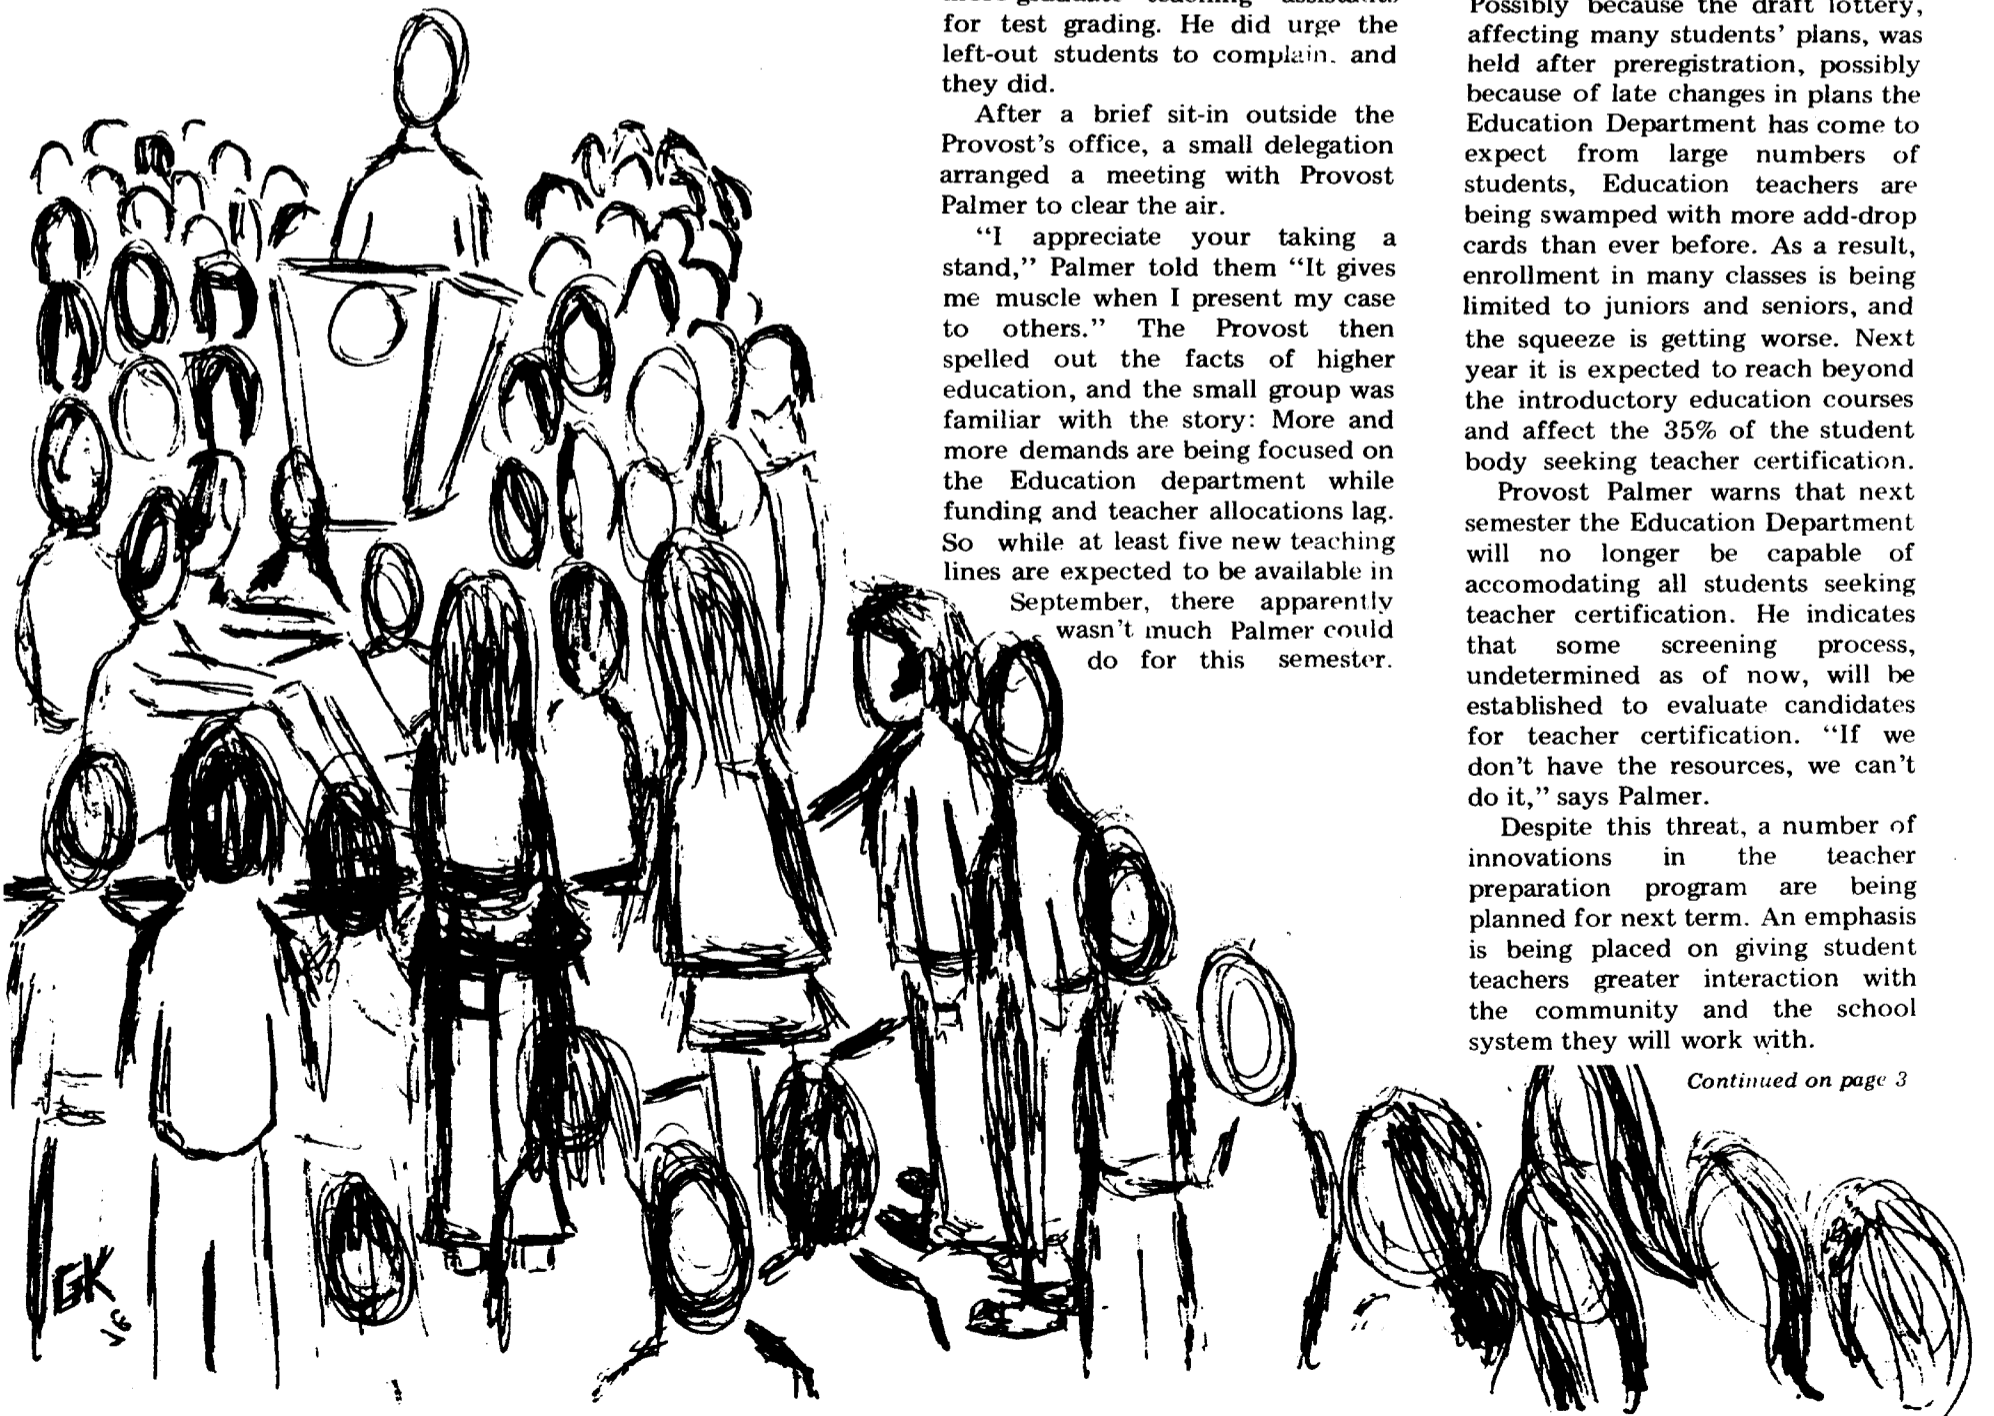 for test grading. He did urge the
left-out students to complain. and
they did.
After a brief sit-in outside the
Provost's office, a small delegation
arranged a meeting with Provost
Palmer to clear the air.
“I appreciate your taking a
stand,” Palmer told them “It gives
me muscle when I present my case
to others.” The Provost then
spelled out the facts of higher
education, and the small group was
familiar with the story: More and
more demands are being focused on
the Education department while
funding and teacher allocations lag.
So while at least five new teaching
lines are expected to be available in
September, there apparently
wasn't much Palmer could
do for this semester.
Possibly because the draft lottery,
affecting many students' plans, was
held after preregistration, possibly
because of late changes in plans the
Education Department has come to
expect from large numbers of
students, Education teachers are
being swamped with more add-drop
cards than ever before. As a result,
enrollment in many classes is being
limited to juniors and seniors, and
the squeeze is getting worse. Next
year it is expected to reach beyond
the introductory education courses
and affect the 35% of the student
body seeking teacher certification.
Provost Palmer warns that next
semester the Education Department
will no longer be capable of
accomodating all students seeking
teacher certification. He indicates
that some screening process,
undetermined as of now, will be
established to evaluate candidates
for teacher certification. “If we
don't have the resources, we can't
do it,” says Palmer.
Despite this threat, a number of
innovations in the teacher
preparation program are being
planned for next term. An emphasis
is being placed on giving student
teachers greater interaction with
the community and the school
system they will work with.
Continued on page 3
GK